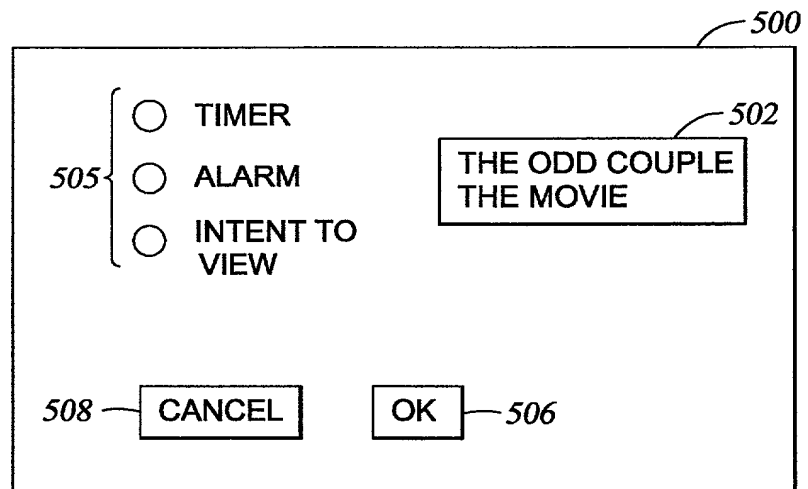 500
TIMER
502
THE ODD COUPLE
THE MOVIE
505
ALARM
INTENT TO
VIEW
508
CANCEL
OK
506